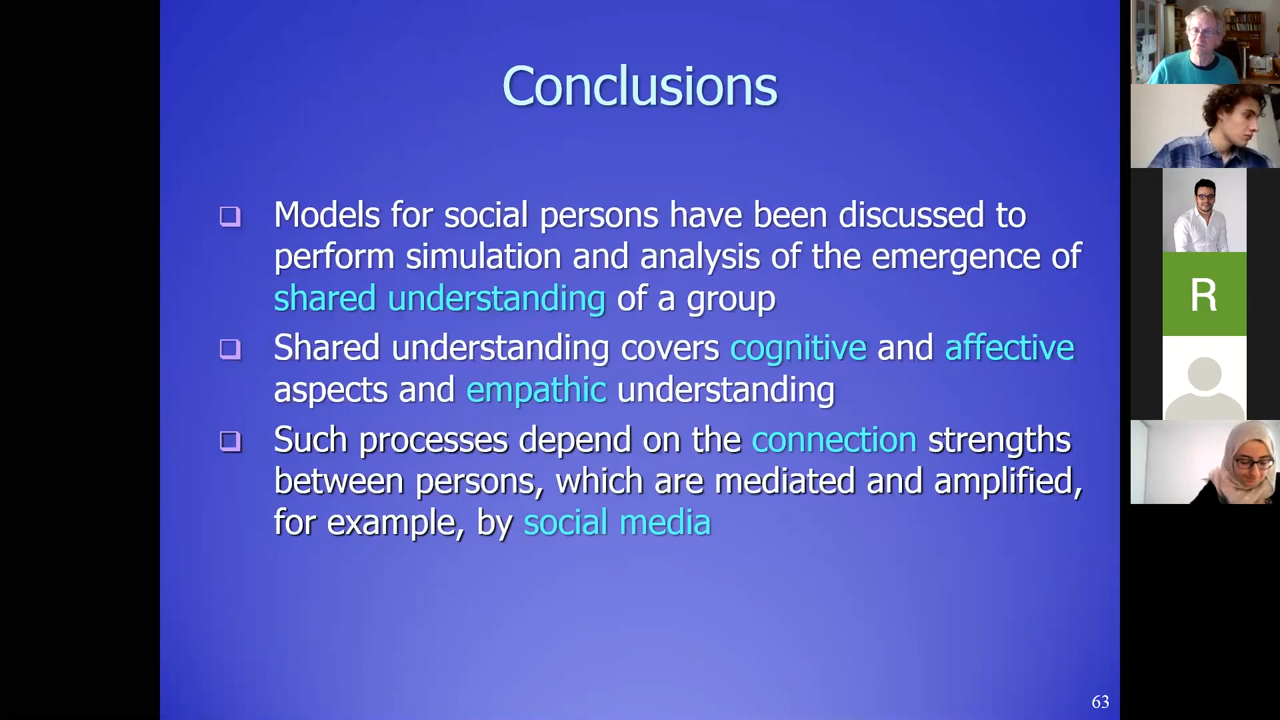 Conclusions
Models for social persons have been discussed to
perform simulation and analysis of the emergence of
shared understanding of a group
Shared understanding covers cognitive and affective
aspects and empathic understanding
Such processes depend on the connection strengths
between persons, which are mediated and amplified,
for example, by social media
63
R